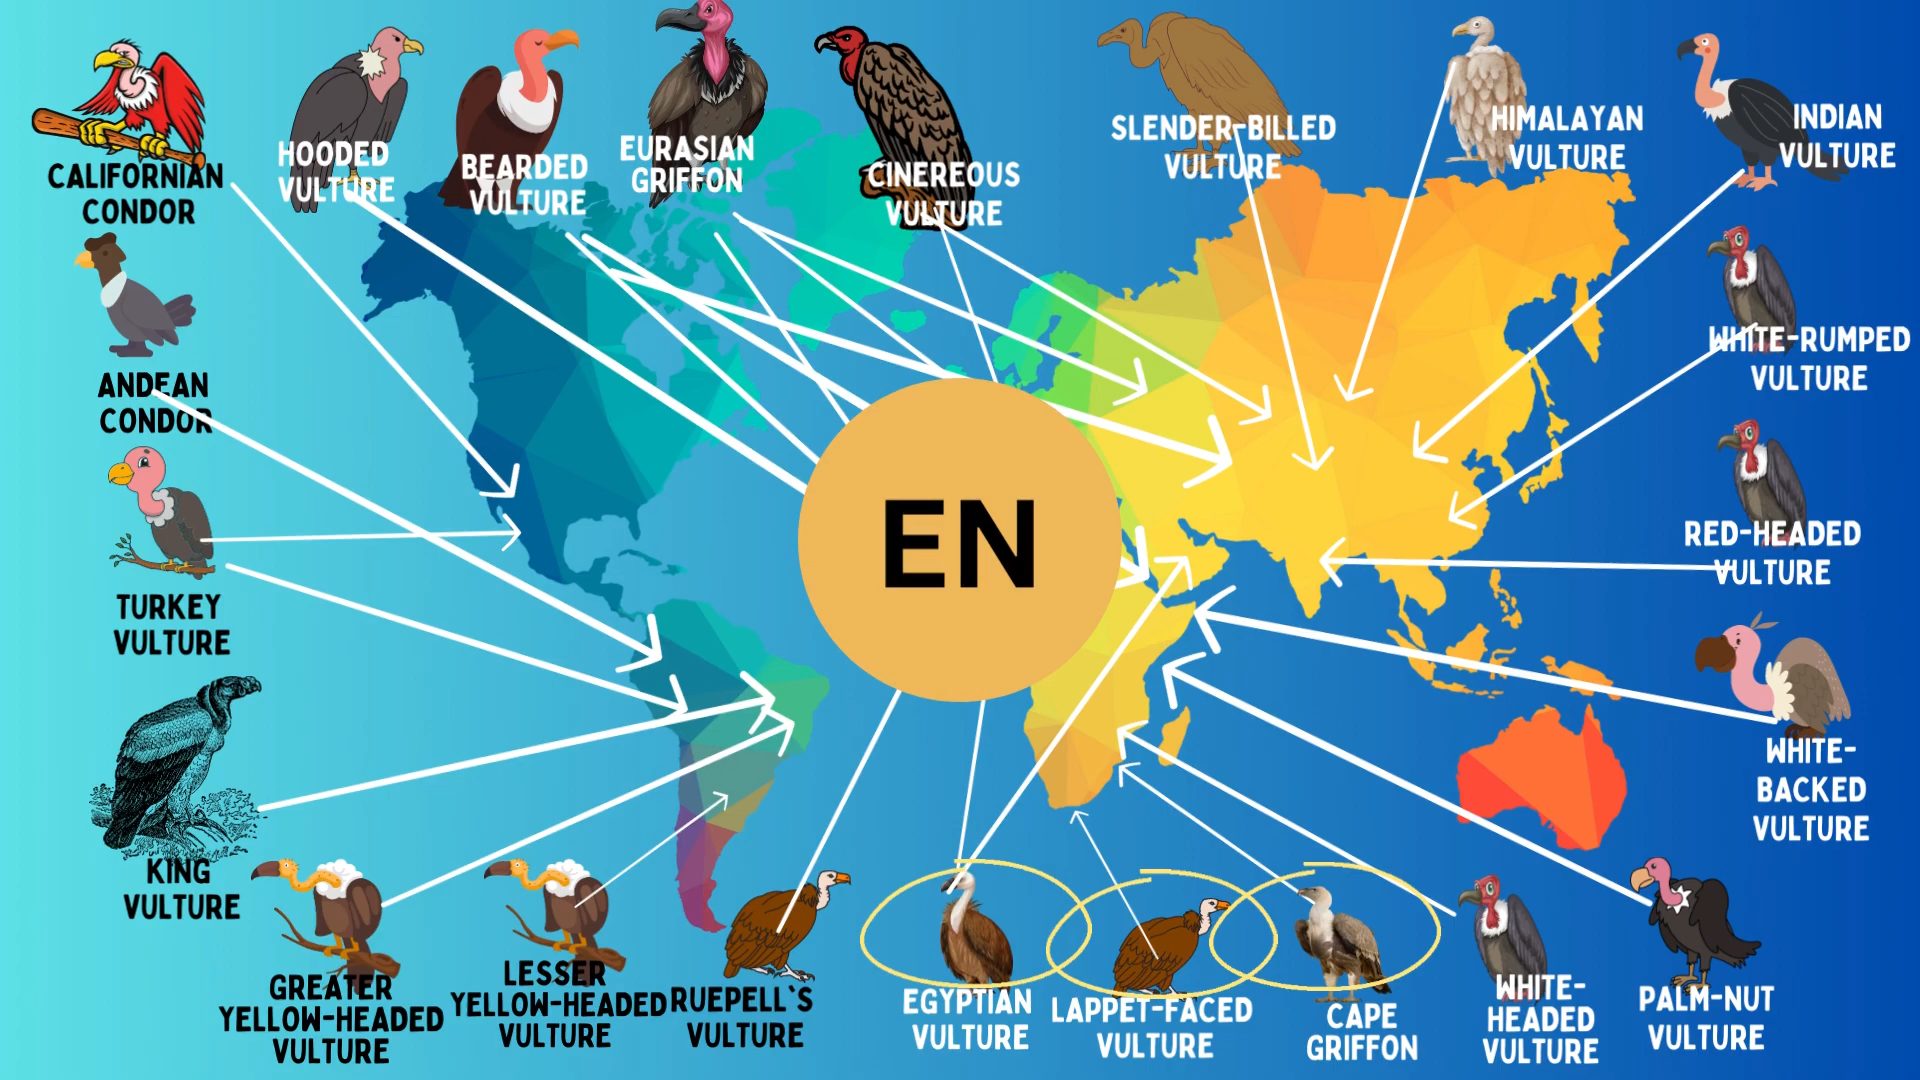 CALIFORNIAN
CONDOR
HOODED
VULTURE
BEARDED
VULTURE
EURASIAN
GRIFFON
CINEREOUS
VULTURE
SLENDER-BILLED
VULTURE
HIMALAYAN
VULTURE
INDIAN
VULTURE
ANDEAN
CONDOR
WHITE-RUMPED
VULTURE
TURKEY
VULTURE
EN
RED-HEADED
VULTURE
WHITE-
BACKED
VULTURE
KING
VULTURE
GREATER
YELLOW-HEADED
VULTURE
LESSER
YELLOW-HEADED
VULTURE
RUEPELL`S
VULTURE
EGYPTIAN
VULTURE
LAPPET-FACED
VULTURE
CAPE
GRIFFON
WHITE-
HEADED
VULTURE
PALM-NUT
VULTURE